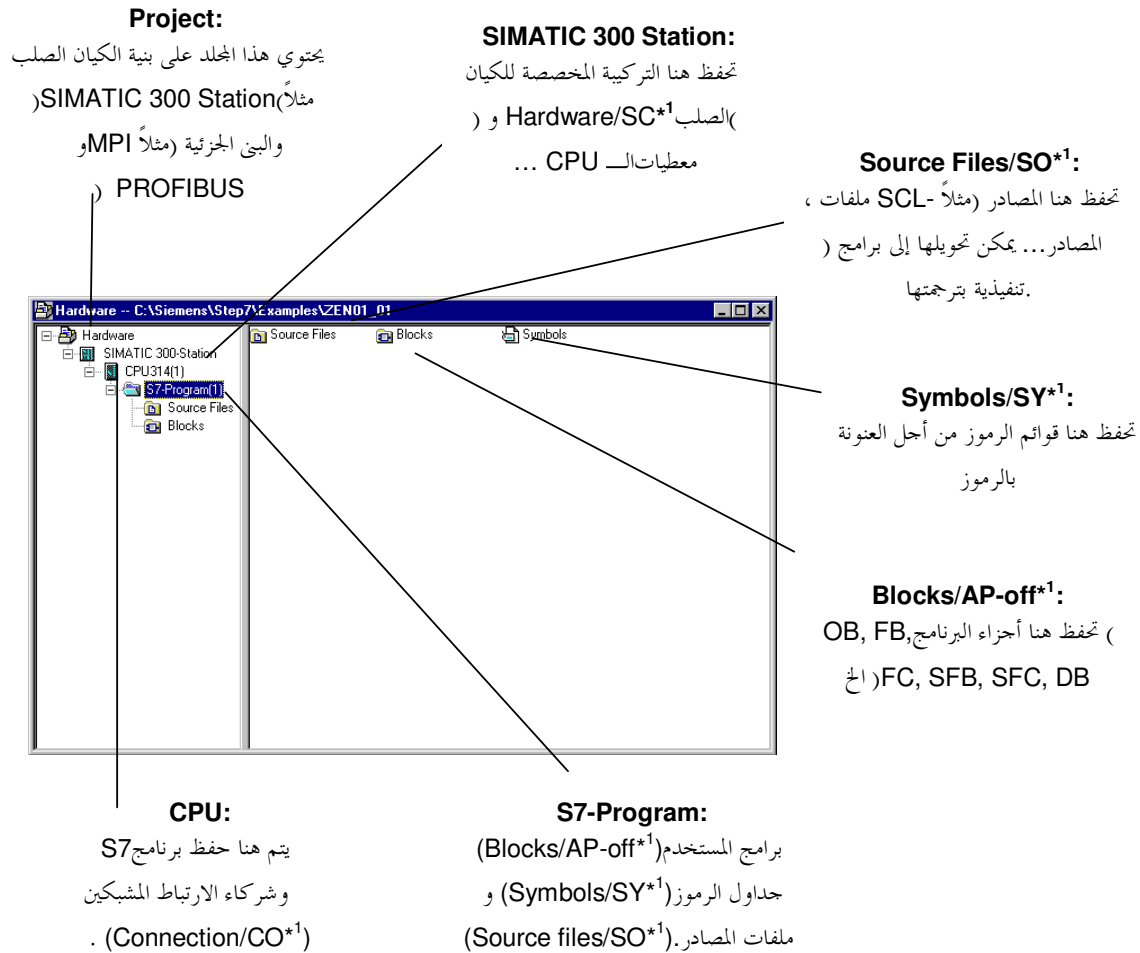 Project:
يحتوي هذا المجلد على بنية الكيان الصلب
مثلاً)SIMATIC 300 Station(
والبنى الجزئية (مثلاً MPIو
PROFIBUS (
SIMATIC 300 Station:
تحفظ هنا التركيبة المخصصة للكيان
)الصلب Hardware/SC*1 و (
معطياتالــ CPU ...
Source Files/SO*1:
تحفظ هنا المصادر (مثلاً -SCL ملفات ،
المصادر... يمكن تحويلها إلى برامج (
.تنفيذية بترجمتها
Hardware -- C:\Siemens\Step7\Examples\ZEN01_01
Hardware
SIMATIC 300-Station
CPU314(1)
S7-Program(1)
Source Files
Blocks
Source Files
Blocks
Symbols
Symbols/SY*1:
تحفظ هنا قوائم الرموز من أجل العنونة
بالرموز
Blocks/AP-off*1:
) تحفظ هنا أجزاء البرنامج,OB, FB
FC, SFB, SFC, DB( الخ
CPU:
يتم هنا حفظ برنامجS7
وشركاء الارتباط المشبكين
(Connection/CO*1) .
S7-Program:
برامج المستخدم(Blocks/AP-off*1)
جداول الرموز(Symbols/SY*1) و
ملفات المصادر.(Source files/SO*1)